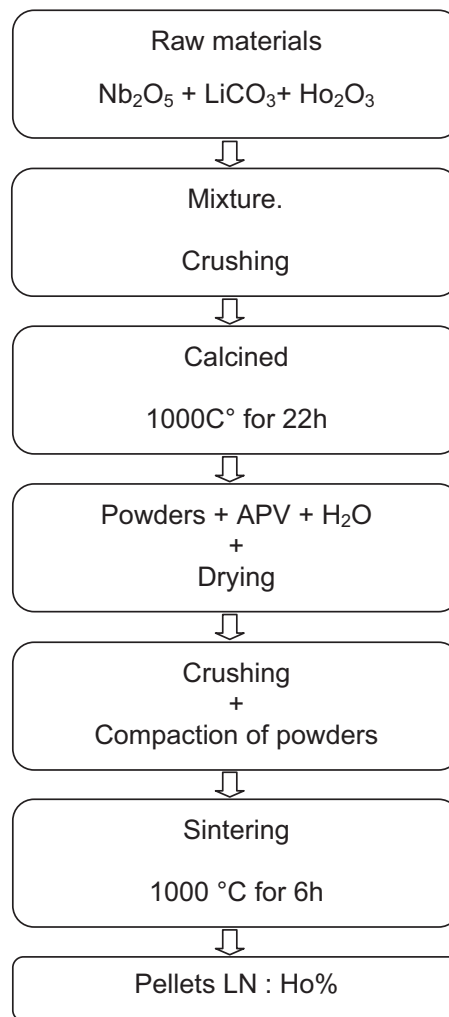 Raw materials
Nb₂O₅ + LiCO₃+ Ho₂O₃
Mixture.
Crushing
Calcined
1000C° for 22h
Powders + APV + H₂O
+
Drying
Crushing
+
Compaction of powders
Sintering
1000 °C for 6h
Pellets LN : Ho%